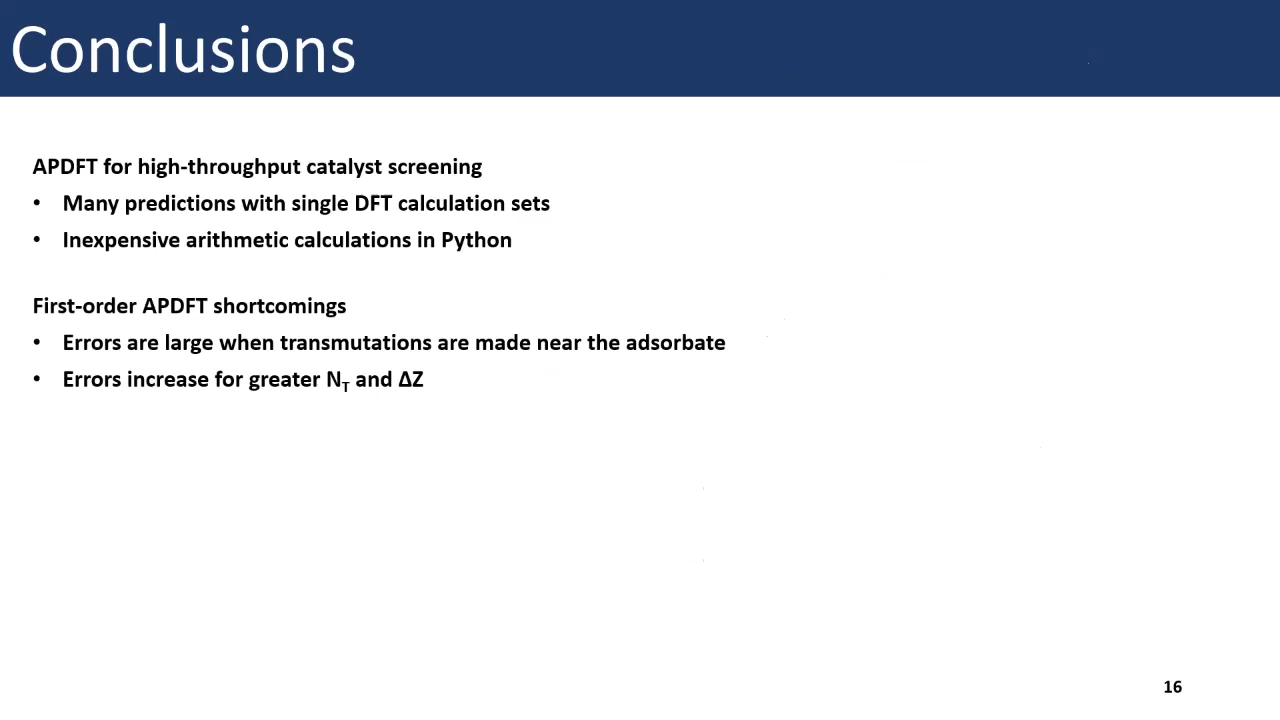 Conclusions
APDFT for high-throughput catalyst screening
• Many predictions with single DFT calculation sets
• Inexpensive arithmetic calculations in Python
First-order APDFT shortcomings
• Errors are large when transmutations are made near the adsorbate
• Errors increase for greater N_T and ΔZ
16